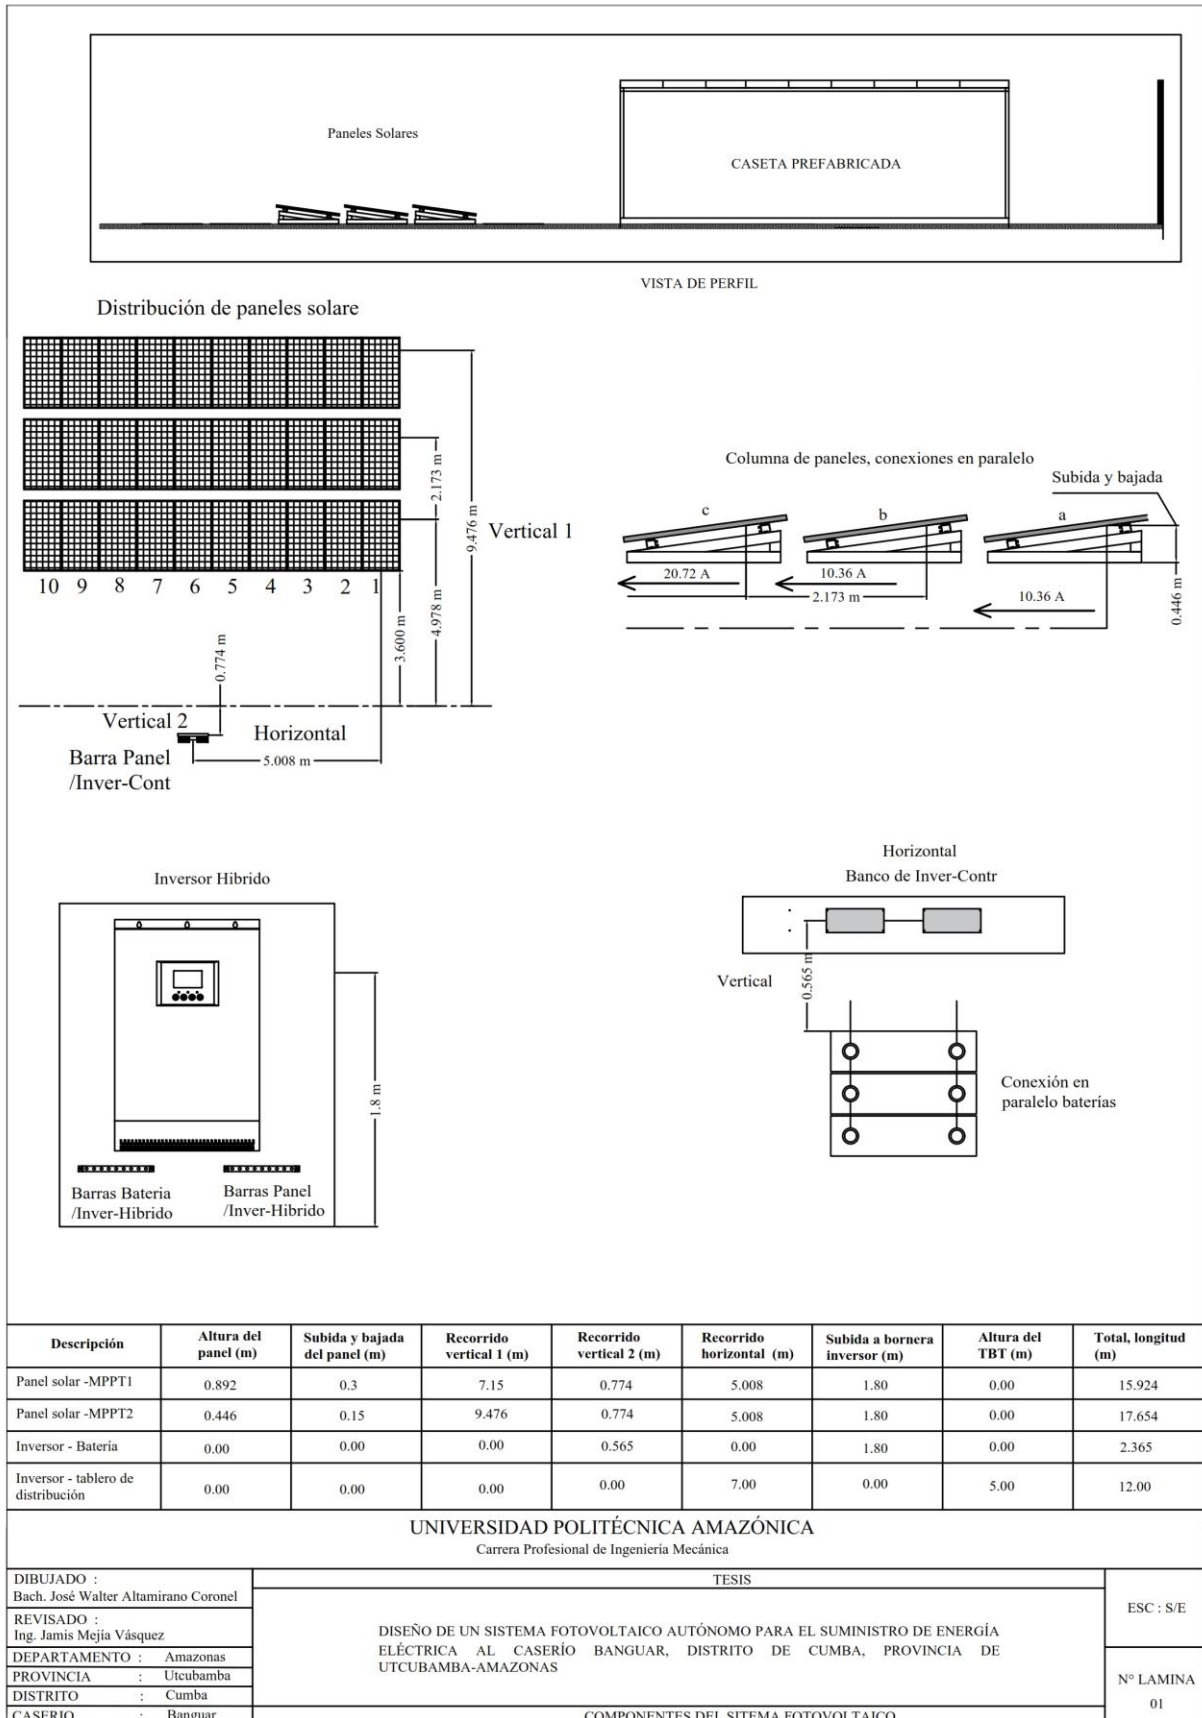 Paneles Solares
CASETA PREFABRICADA
VISTA DE PERFIL
Distribución de paneles solare
10 9 8 7 6 5 4 3 2 1
2.173 m
9.476 m
Vertical 1
4.978 m
3.600 m
0.774 m
Vertical 2
Horizontal
5.008 m
Barra Panel
/Inver-Cont
Columna de paneles, conexiones en paralelo
Subida y bajada
c
b
a
20.72 A
10.36 A
2.173 m
10.36 A
0.446 m
Inversor Hibrido
1.8 m
Barras Bateria
/Inver-Hibrido
Barras Panel
/Inver-Hibrido
Horizontal
Banco de Inver-Contr
Vertical
0.565 m
Conexión en
paralelo baterías
Descripción | Altura del panel (m) | Subida y bajada del panel (m) | Recorrido vertical 1 (m) | Recorrido vertical 2 (m) | Recorrido horizontal (m) | Subida a bornera inversor (m) | Altura del TBT (m) | Total, longitud (m)
Panel solar -MPPT1 | 0.892 | 0.3 | 7.15 | 0.774 | 5.008 | 1.80 | 0.00 | 15.924
Panel solar -MPPT2 | 0.446 | 0.15 | 9.476 | 0.774 | 5.008 | 1.80 | 0.00 | 17.654
Inversor - Batería | 0.00 | 0.00 | 0.00 | 0.565 | 0.00 | 1.80 | 0.00 | 2.365
Inversor - tablero de distribución | 0.00 | 0.00 | 0.00 | 0.00 | 7.00 | 0.00 | 5.00 | 12.00
UNIVERSIDAD POLITÉCNICA AMAZÓNICA
Carrera Profesional de Ingeniería Mecánica
DIBUJADO :
Bach. José Walter Altamirano Coronel
REVISADO :
Ing. Jamis Mejía Vásquez
DEPARTAMENTO : Amazonas
PROVINCIA : Utcubamba
DISTRITO : Cumba
CASERIO : Banguar
TESIS
DISEÑO DE UN SISTEMA FOTOVOLTAICO AUTÓNOMO PARA EL SUMINISTRO DE ENERGÍA
ELÉCTRICA AL CASERÍO BANGUAR, DISTRITO DE CUMBA, PROVINCIA DE
UTCUBAMBA-AMAZONAS
COMPONENTES DEL SITEMA FOTOVOLTAICO
ESC : S/E
N° LAMINA
01